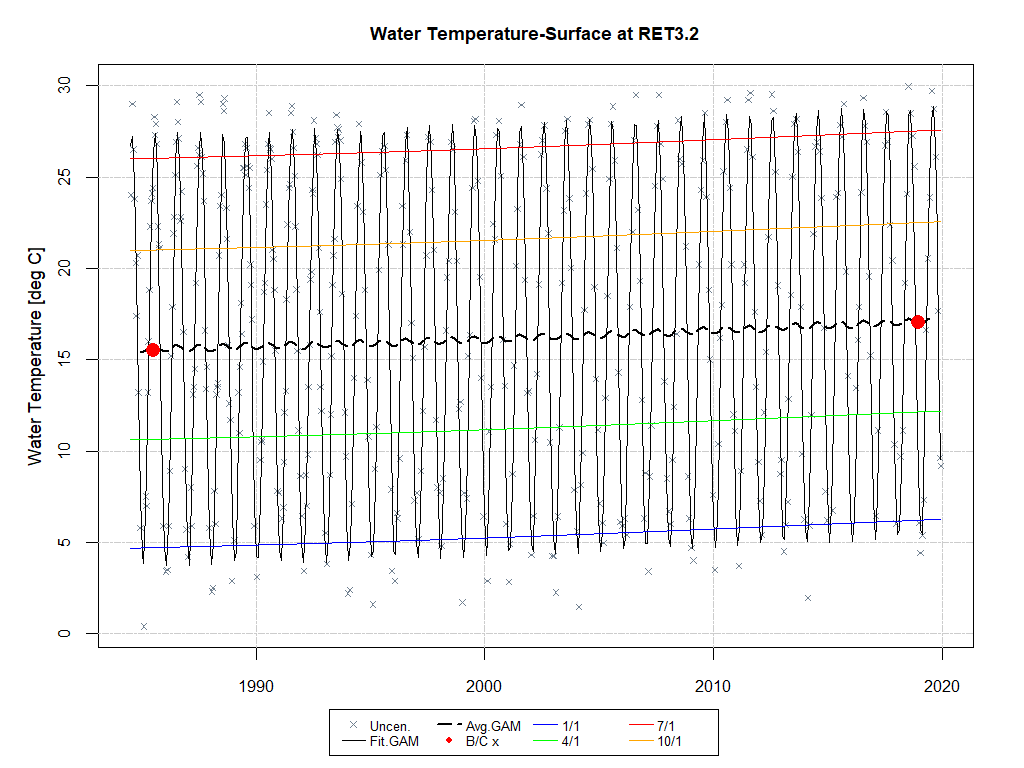 Water Temperature-Surface at RET3.2
Water Temperature [deg C]
30
25
20
15
10
5
0
1990 2000 2010 2020
Uncen. Avg.GAM 1/1 7/1
Fit.GAM B/C x 4/1 10/1